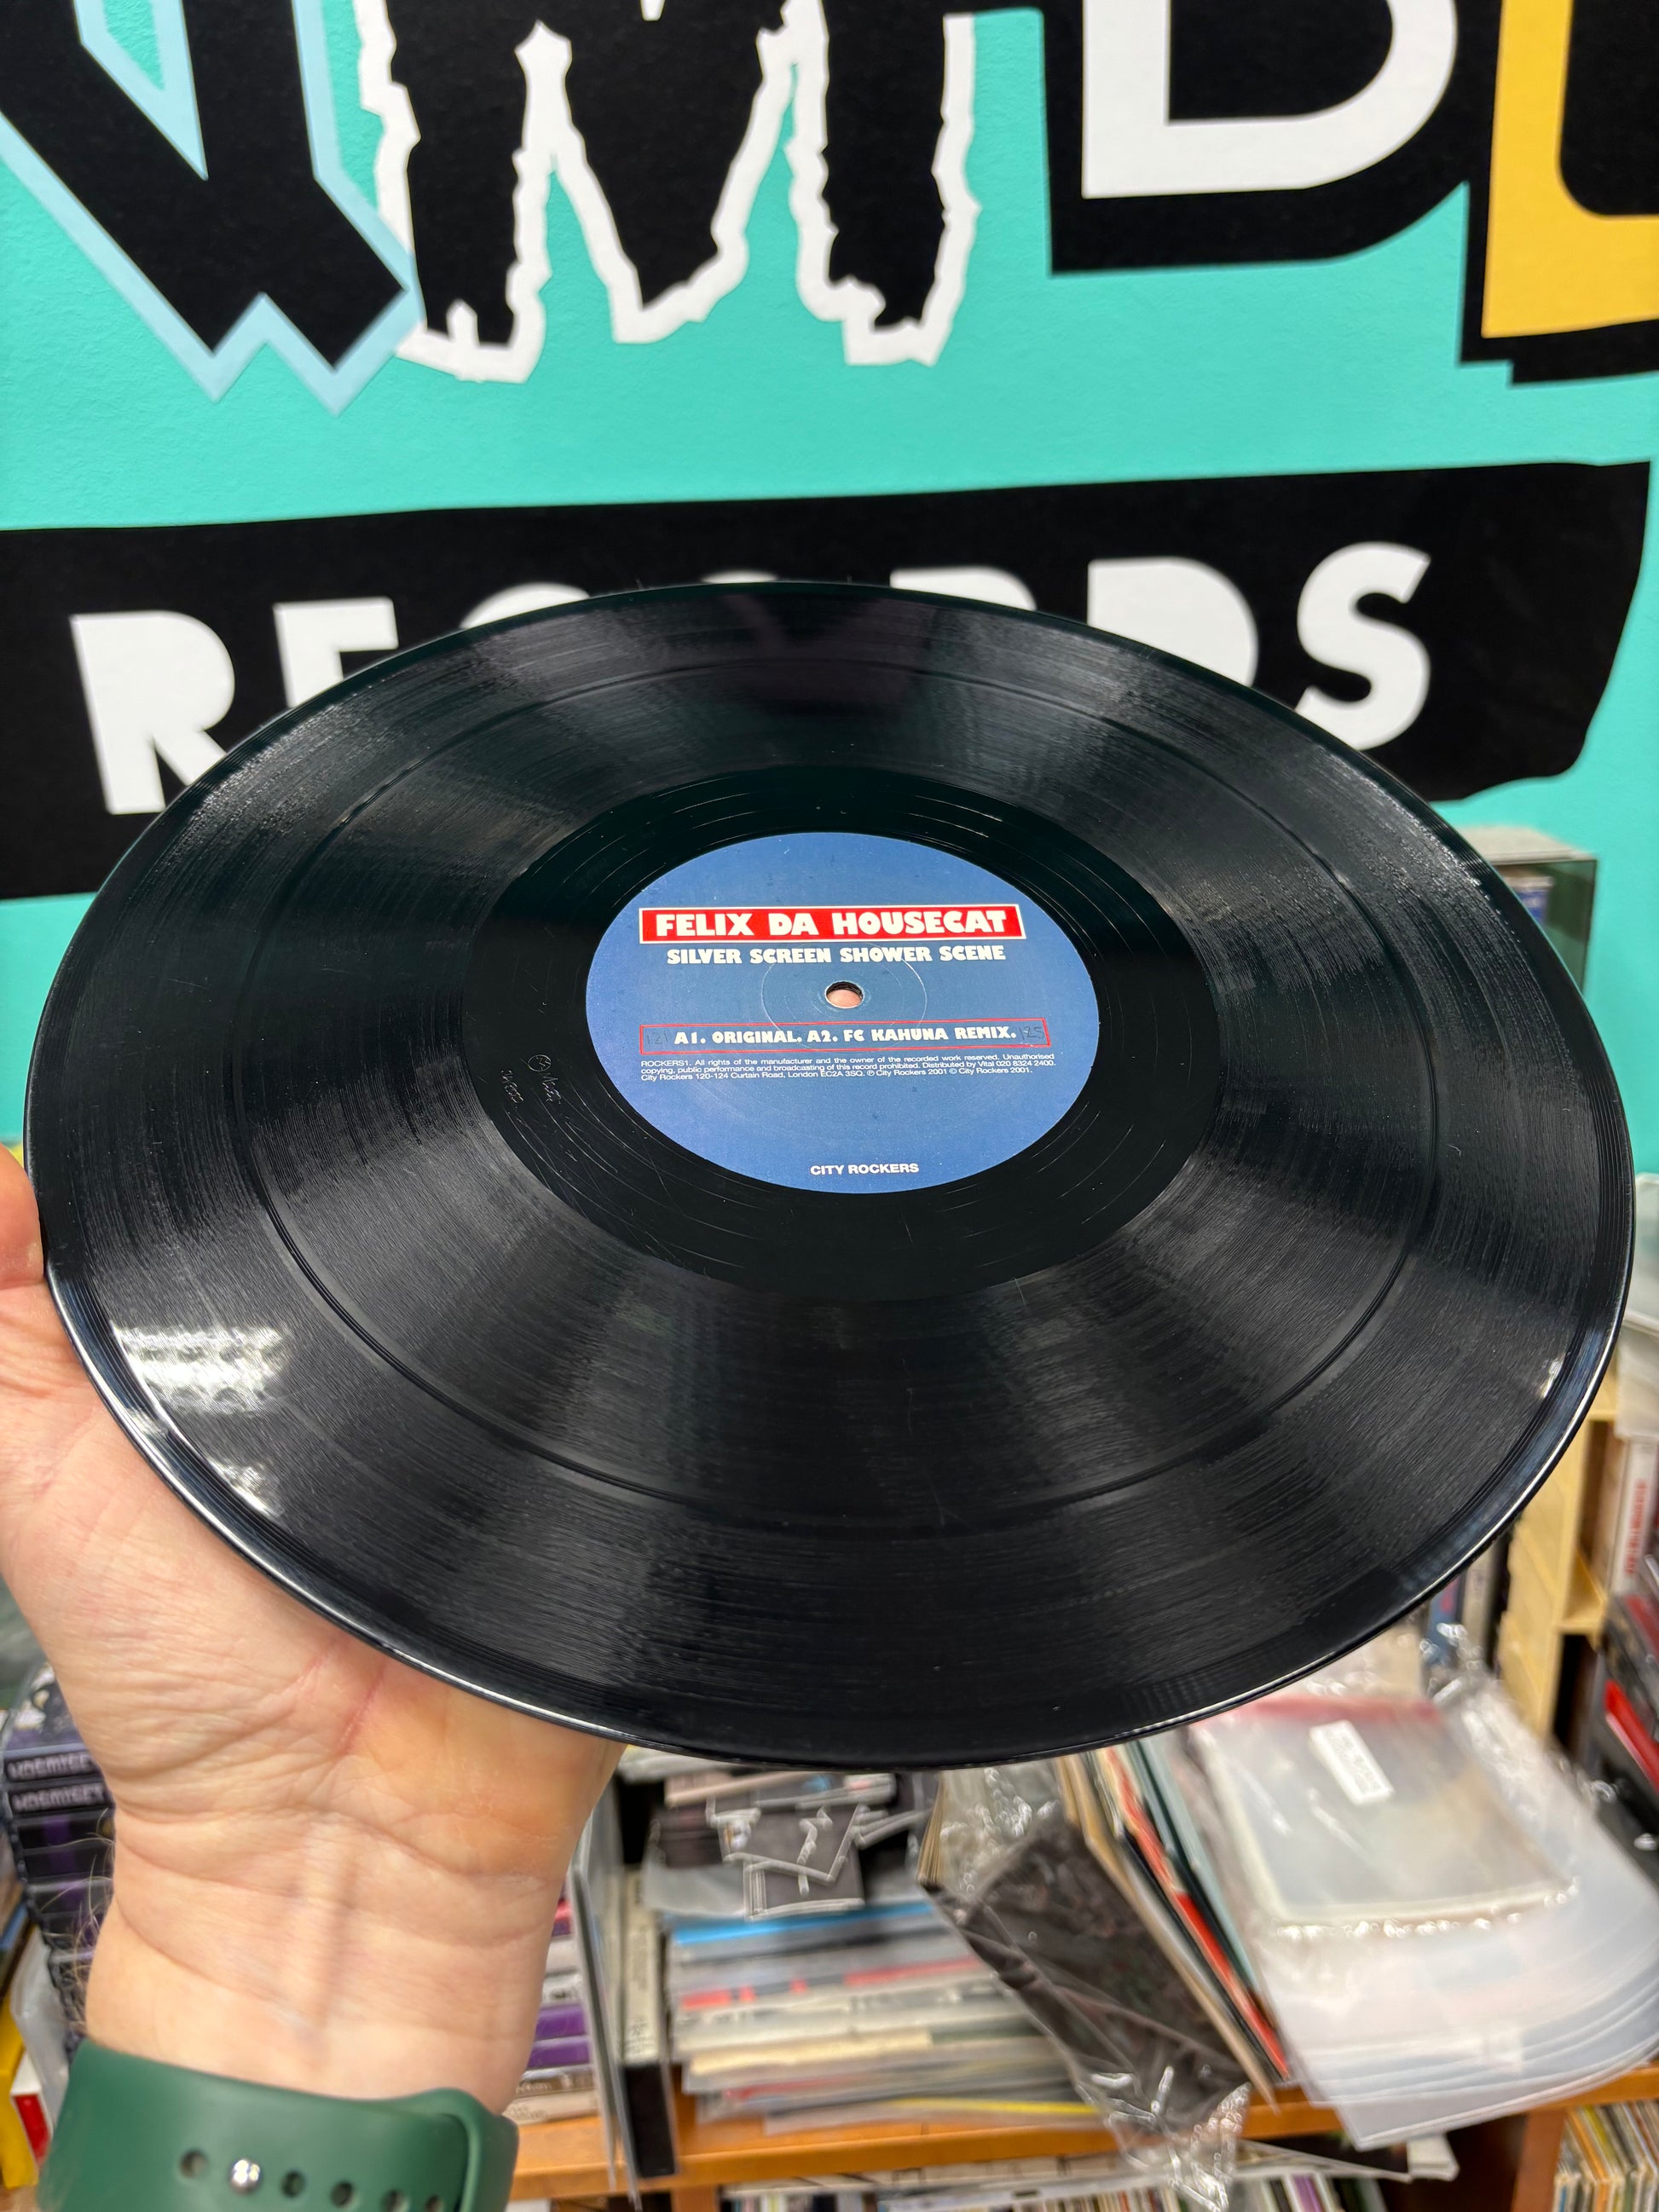 RECORDS
FELIX DA HOUSECAT
SILVER SCREEN SHOWER SCENE
121 A1. ORIGINAL. A2. FC KAHUNA REMIX. 125
ROCKERS1. All rights of the manufacturer and the owner of the recorded work reserved. Unauthorised
copying, public performance and broadcasting of this record prohibited. Distributed by Vital 020 8324 2400.
City Rockers 120-124 Curtain Road, London EC2A 3SQ. ℗ City Rockers 2001 © City Rockers 2001.
CITY ROCKERS